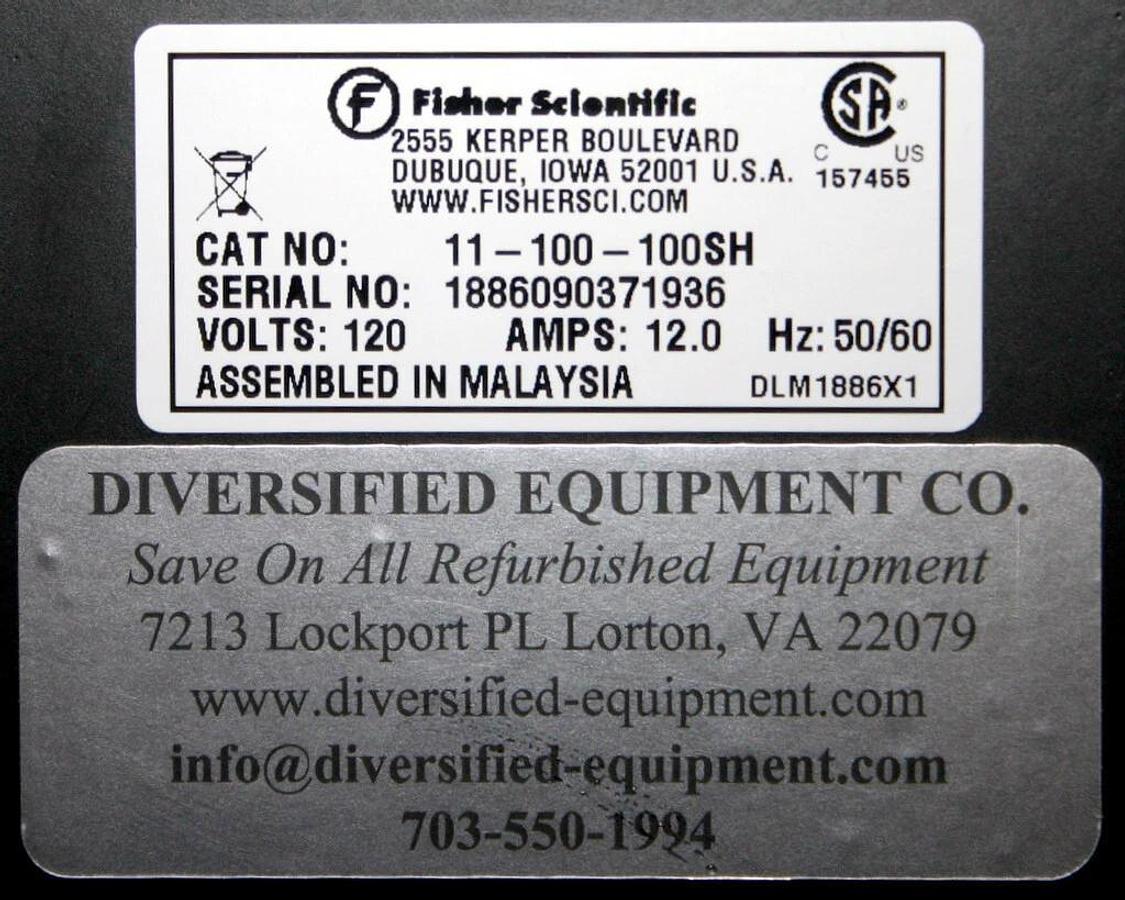 F Fisher Scientific
2555 KERPER BOULEVARD
DUBUQUE, IOWA 52001 U.S.A.
WWW.FISHERSCI.COM
SA ®
C US
157455
CAT NO: 11-100-100SH
SERIAL NO: 1886090371936
VOLTS: 120 AMPS: 12.0 Hz: 50/60
ASSEMBLED IN MALAYSIA DLM1886X1
DIVERSIFIED EQUIPMENT CO.
Save On All Refurbished Equipment
7213 Lockport PL Lorton, VA 22079
www.diversified-equipment.com
info@diversified-equipment.com
703-550-1994